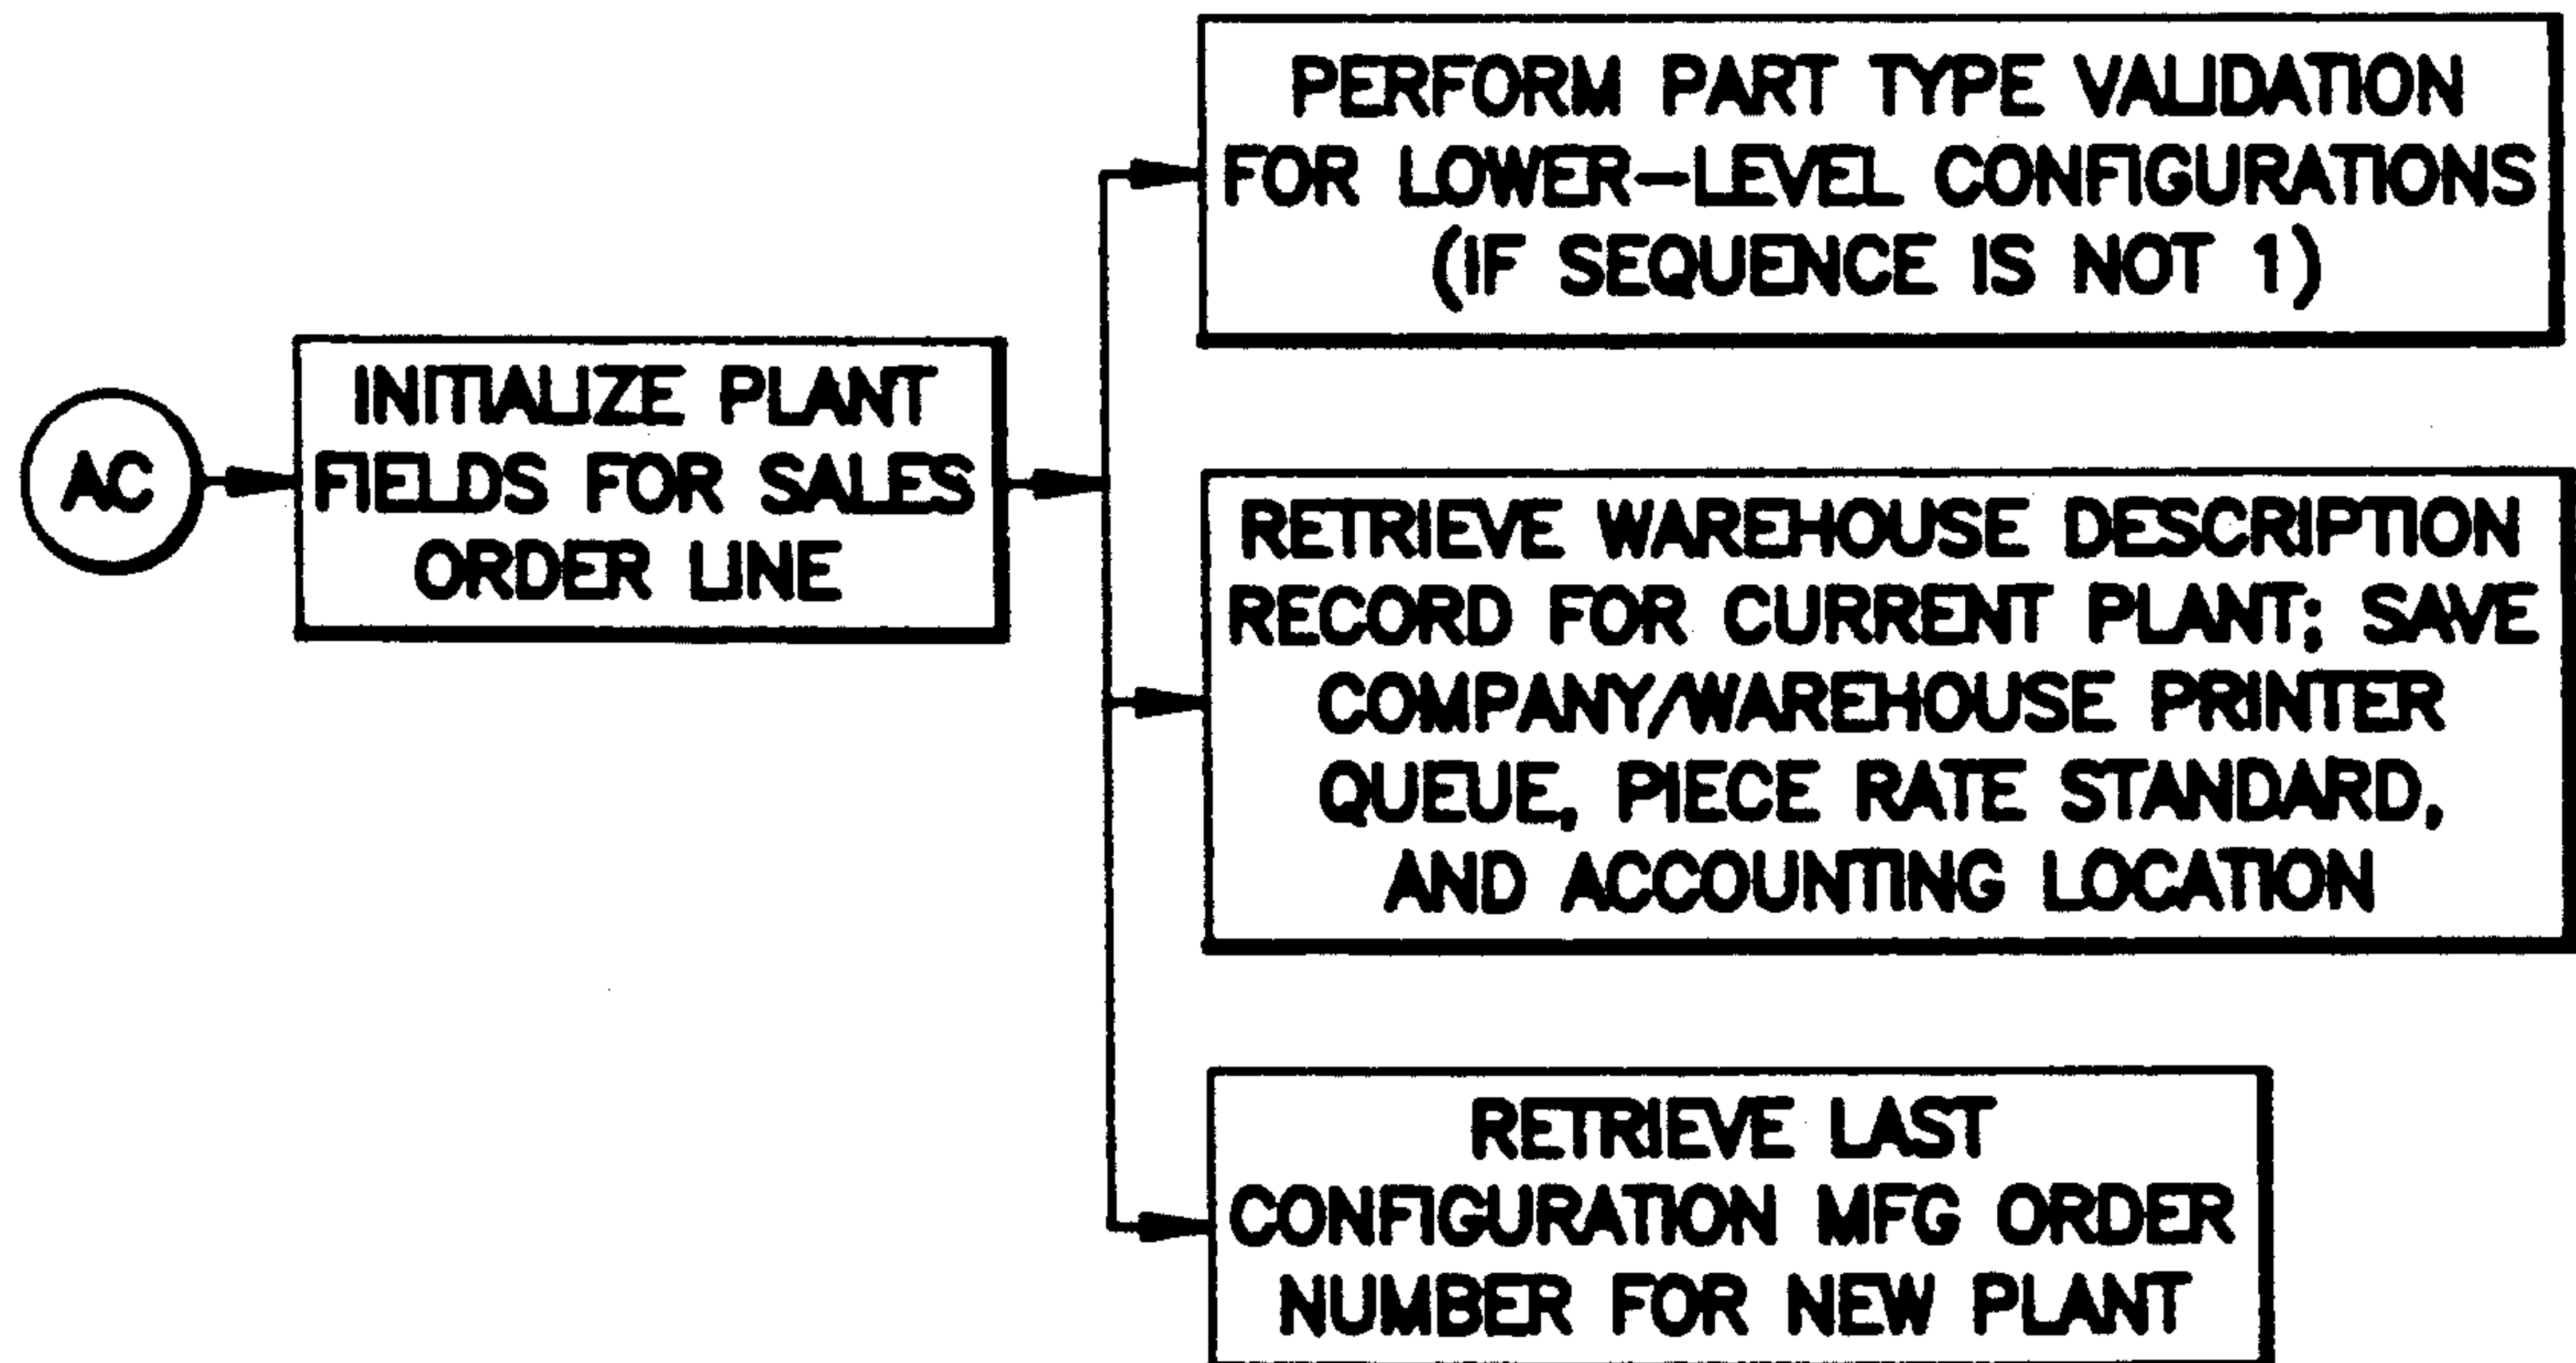 AC
INITIALIZE PLANT
FIELDS FOR SALES
ORDER LINE
PERFORM PART TYPE VALIDATION
FOR LOWER-LEVEL CONFIGURATIONS
(IF SEQUENCE IS NOT 1)
RETRIEVE WAREHOUSE DESCRIPTION
RECORD FOR CURRENT PLANT; SAVE
COMPANY/WAREHOUSE PRINTER
QUEUE, PIECE RATE STANDARD,
AND ACCOUNTING LOCATION
RETRIEVE LAST
CONFIGURATION MFG ORDER
NUMBER FOR NEW PLANT